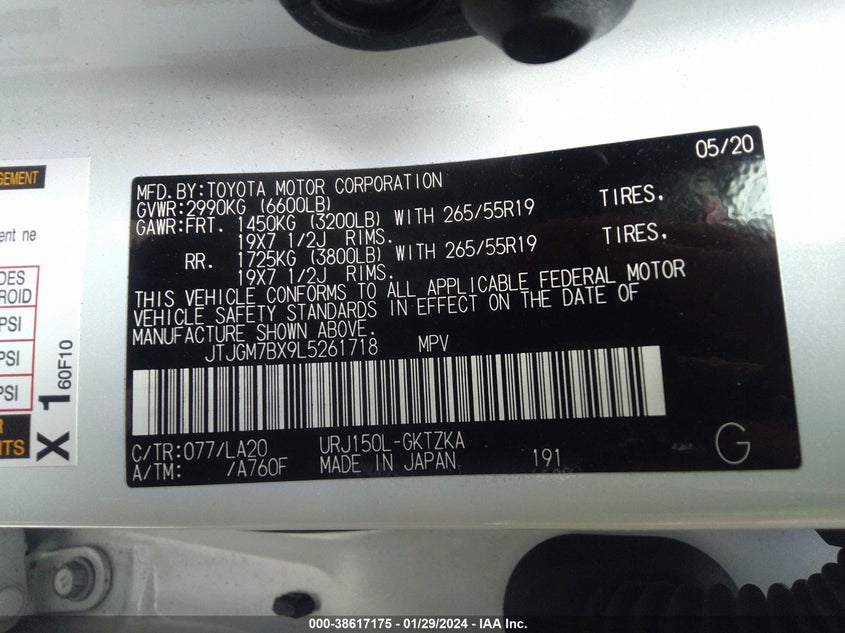 05/20
MFD. BY:TOYOTA MOTOR CORPORATION
GVWR:2990KG (6600LB)
GAWR:FRT. 1450KG (3200LB) WITH 265/55R19 TIRES.
19X7 1/2J RIMS.
RR. 1725KG (3800LB) WITH 265/55R19 TIRES.
19X7 1/2J RIMS.
THIS VEHICLE CONFORMS TO ALL APPLICABLE FEDERAL MOTOR
VEHICLE SAFETY STANDARDS IN EFFECT ON THE DATE OF
MANUFACTURE SHOWN ABOVE.
JTJGM7BX9L5261718 MPV
C/TR:077/LA20 URJ150L-GKTZKA
A/TM: /A760F MADE IN JAPAN 191
G
GEMENT
ent ne
DES
ROID
PSI
PSI
PSI
R
NTS
X 1 60F10
000-38617175 - 01/29/2024 - IAA Inc.